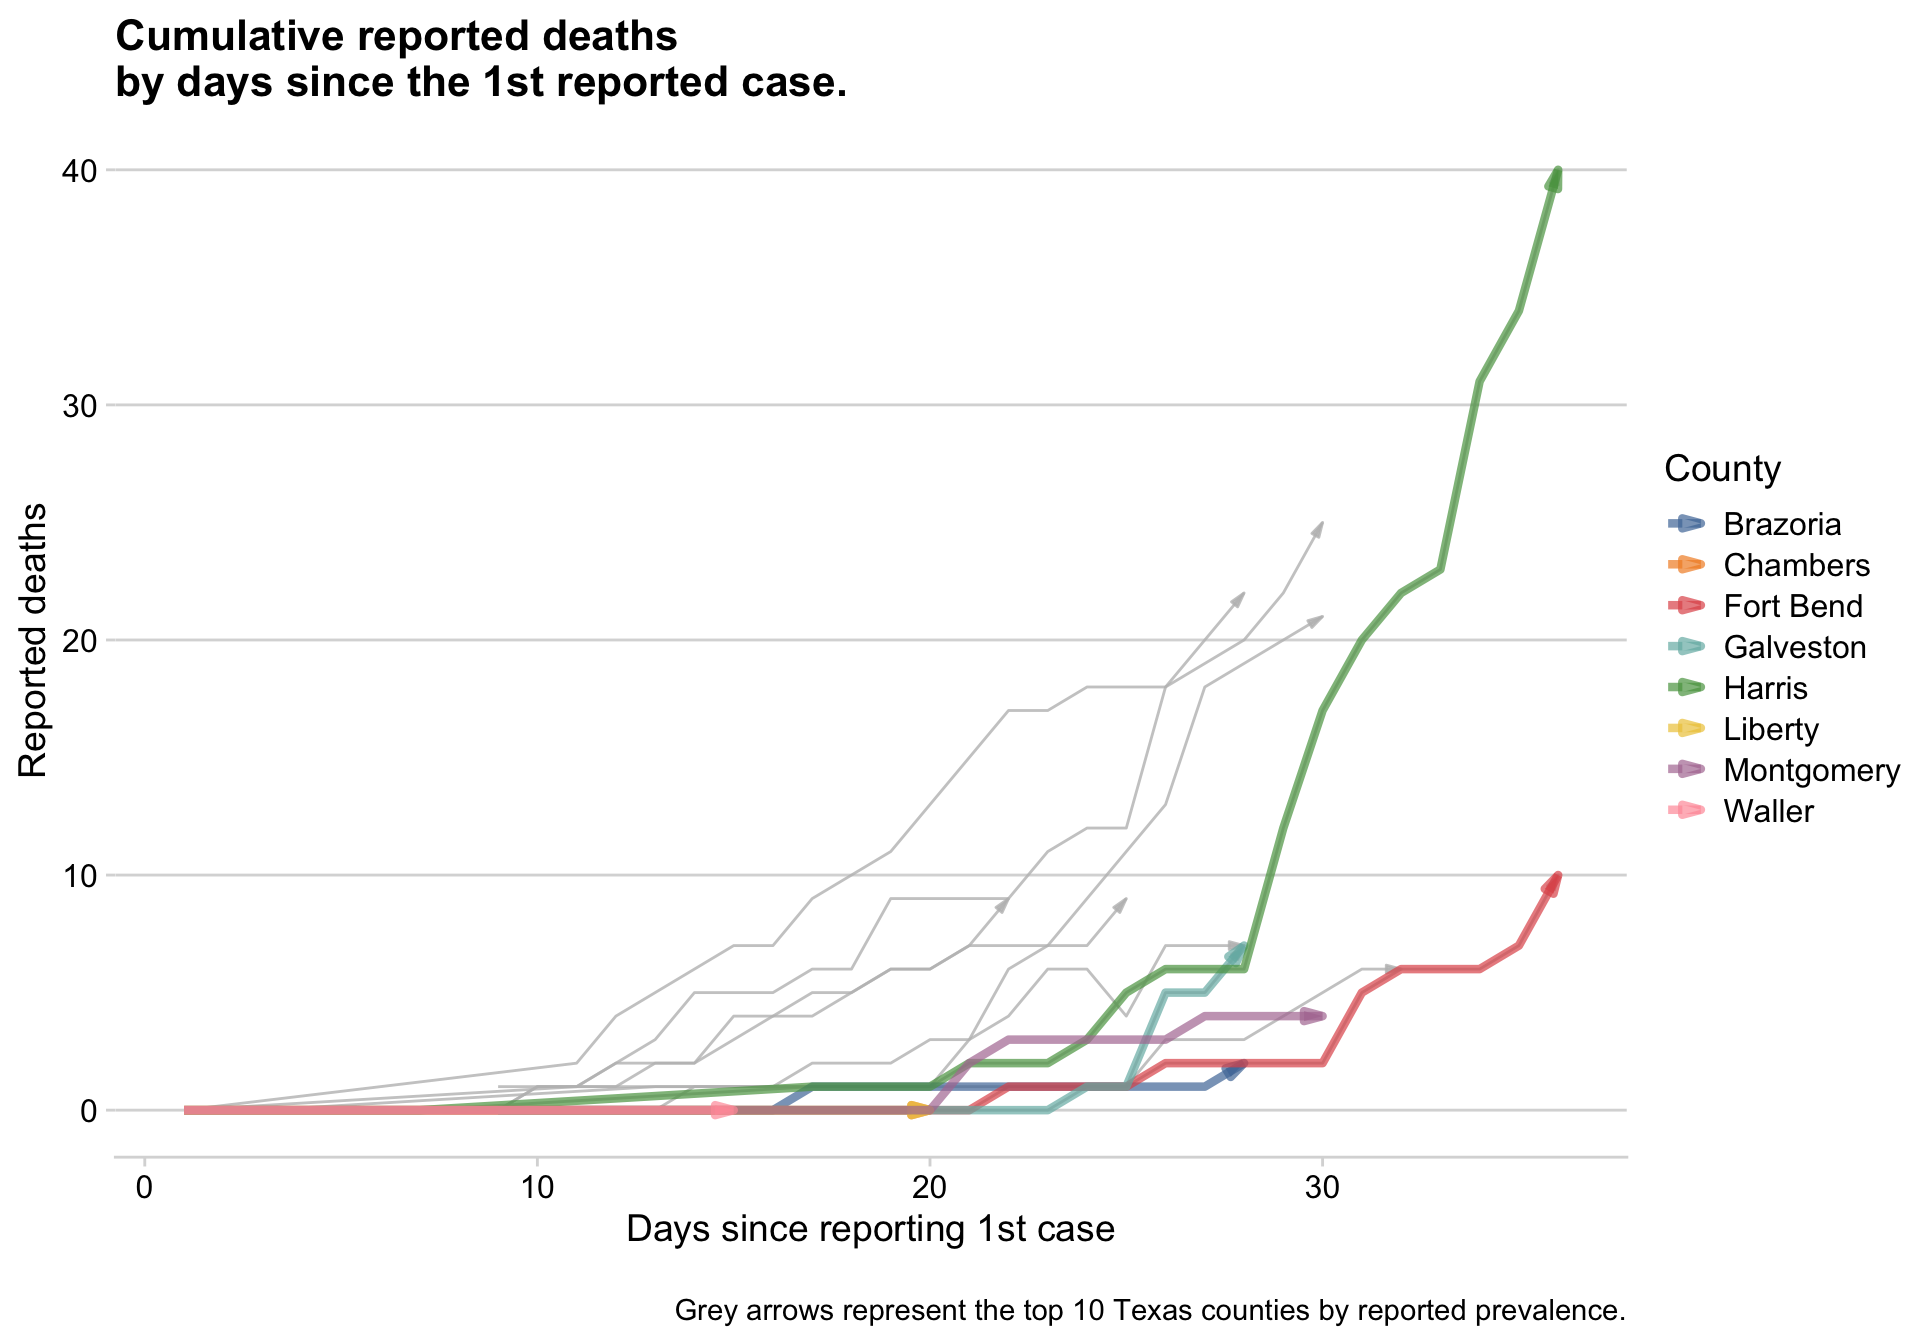 Cumulative reported deaths
by days since the 1st reported case.
40
30
20
10
0
Reported deaths
0 10 20 30
Days since reporting 1st case
County
Brazoria
Chambers
Fort Bend
Galveston
Harris
Liberty
Montgomery
Waller
Grey arrows represent the top 10 Texas counties by reported prevalence.